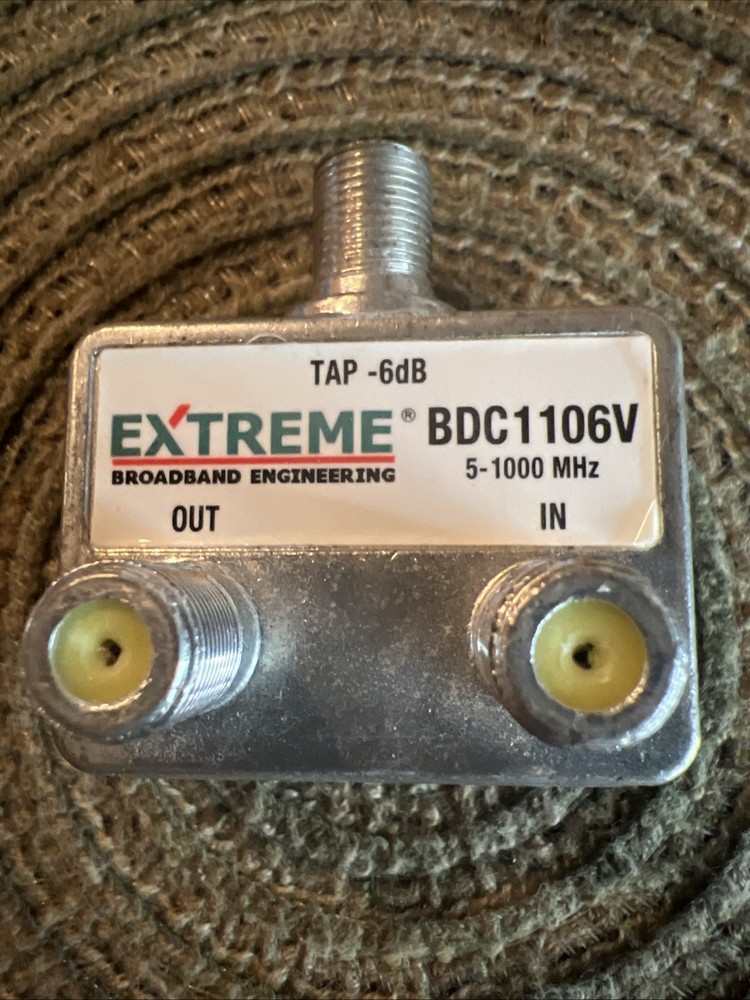 TAP -6dB
EXTREME® BDC1106V
BROADBAND ENGINEERING 5-1000 MHz
OUT IN